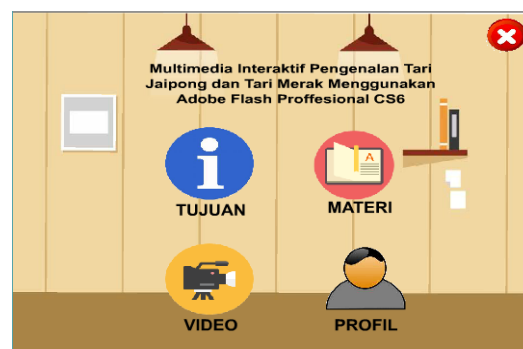 Multimedia Interaktif Pengenalan Tari
Jaipong dan Tari Merak Menggunakan
Adobe Flash Proffesional CS6
TUJUAN
A
MATERI
VIDEO
PROFIL